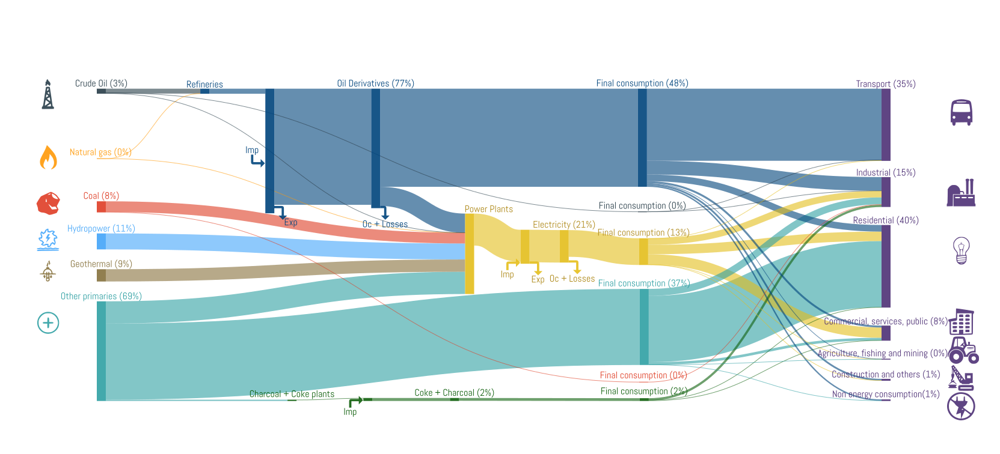 Crude Oil (3%)
Refineries
Oil Derivatives (77%)
Final consumption (48%)
Transport (35%)
Natural gas (0%)
Imp
Industrial (15%)
Coal (8%)
Final consumption (0%)
Power Plants
Exp
Oc + Losses
Residential (40%)
Hydropower (11%)
Electricity (21%)
Final consumption (13%)
Geothermal (9%)
Imp
Exp
Oc + Losses
Final consumption (37%)
Other primaries (69%)
Commercial, services, public (8%)
Agriculture, fishing and mining (0%)
Final consumption (0%)
Construction and others (1%)
Charcoal + Coke plants
Coke + Charcoal (2%)
Final consumption (2%)
Non energy consumption(1%)
Imp